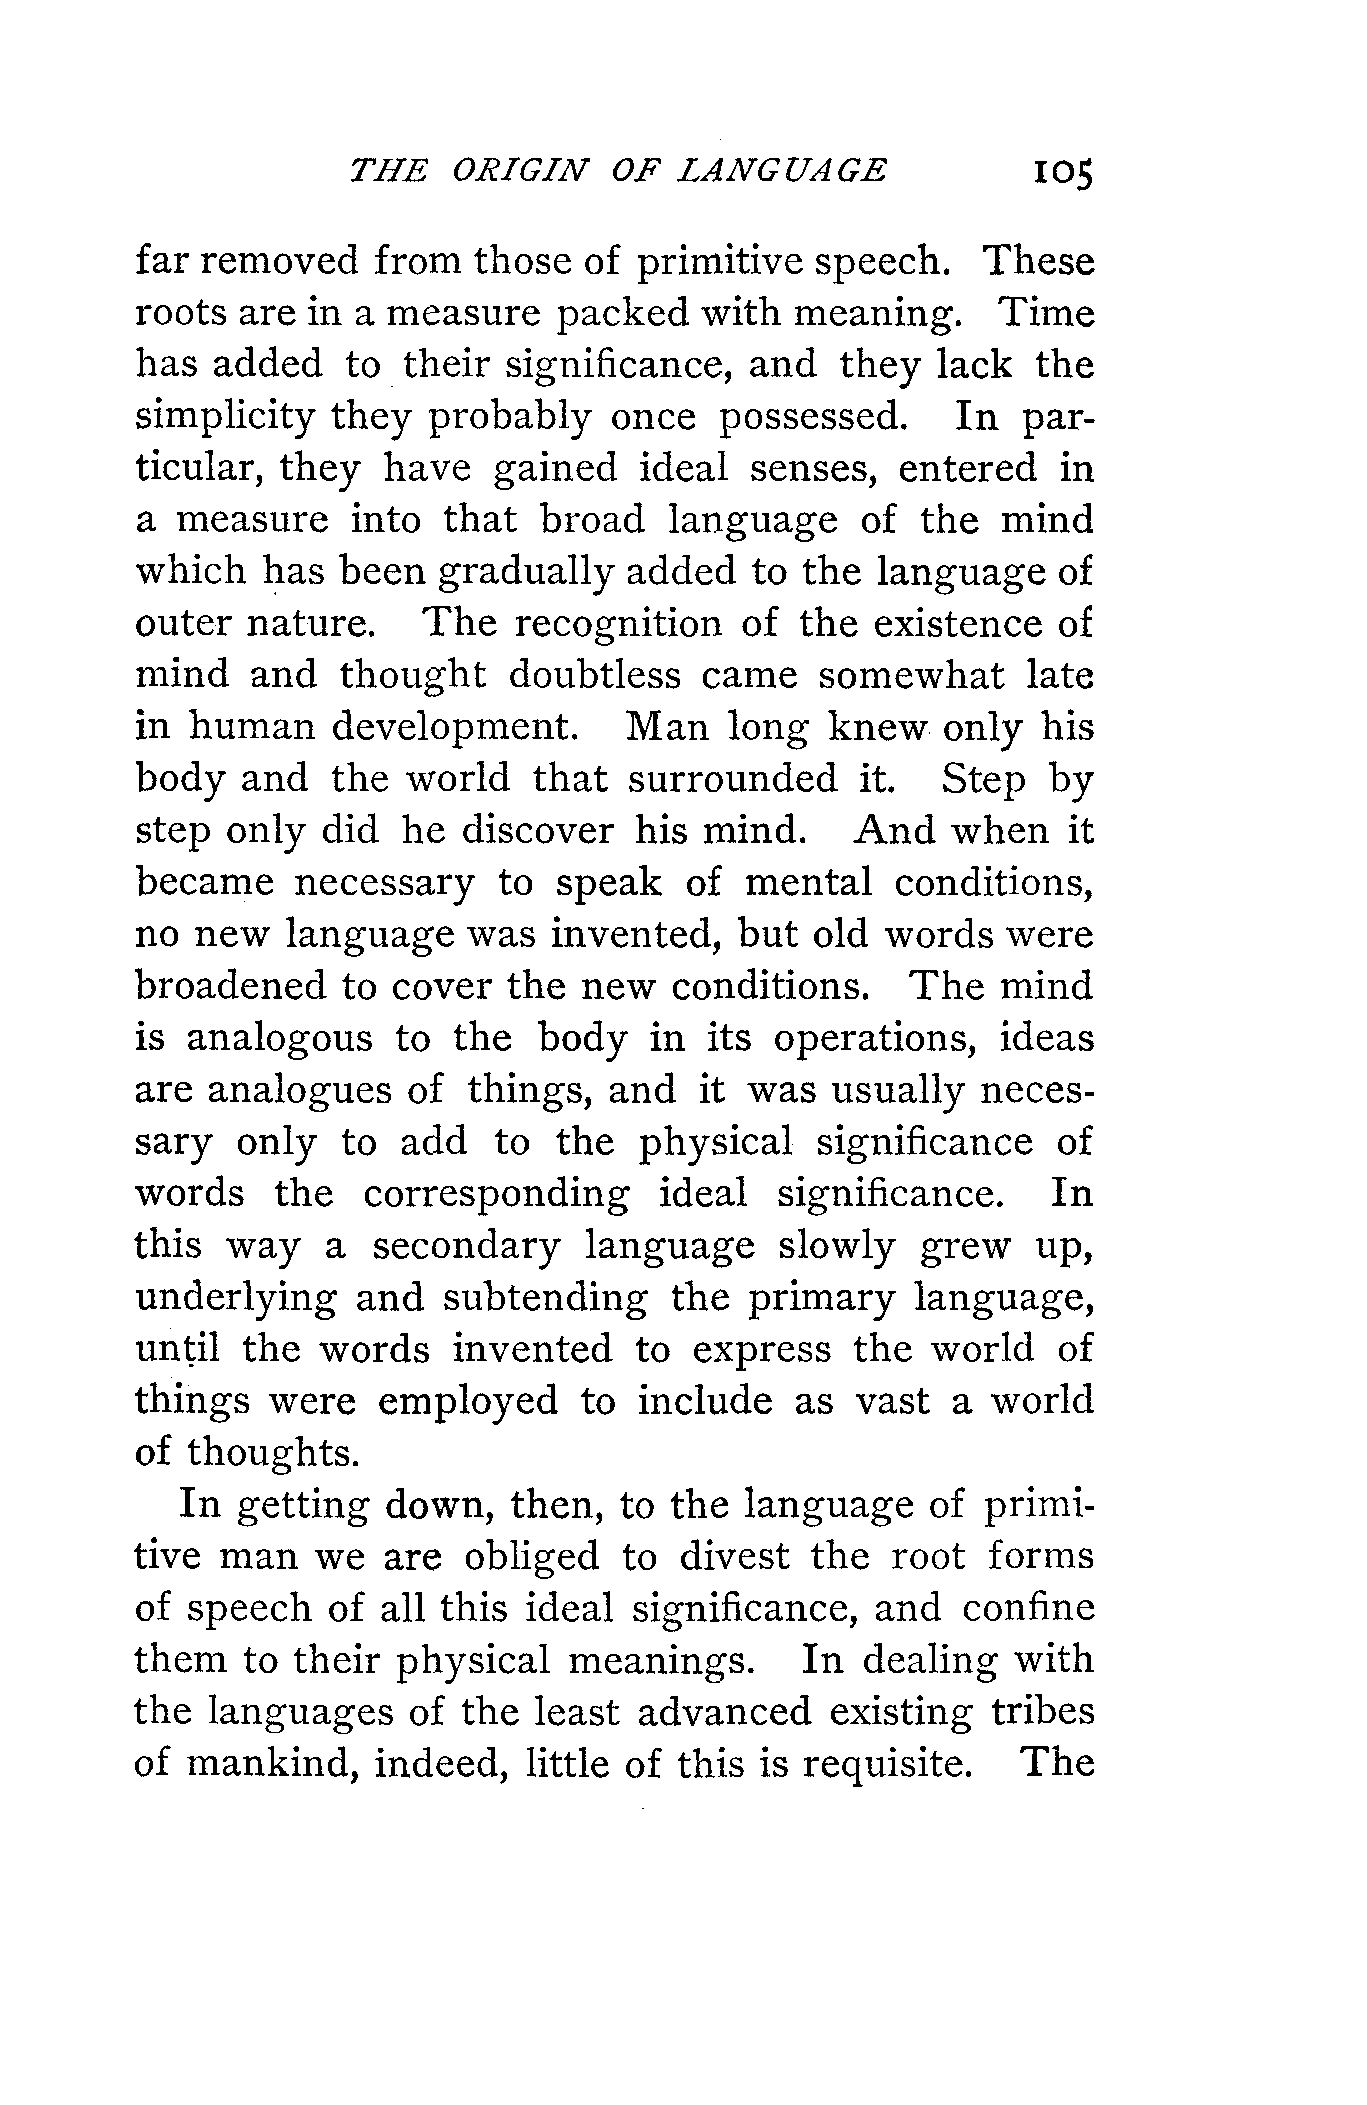 THE ORIGIN OF LANGUAGE 105
far removed from those of primitive speech. These
roots are in a measure packed with meaning. Time
has added to their significance, and they lack the
simplicity they probably once possessed. In par-
ticular, they have gained ideal senses, entered in
a measure into that broad language of the mind
which has been gradually added to the language of
outer nature. The recognition of the existence of
mind and thought doubtless came somewhat late
in human development. Man long knew only his
body and the world that surrounded it. Step by
step only did he discover his mind. And when it
became necessary to speak of mental conditions,
no new language was invented, but old words were
broadened to cover the new conditions. The mind
is analogous to the body in its operations, ideas
are analogues of things, and it was usually neces-
sary only to add to the physical significance of
words the corresponding ideal significance. In
this way a secondary language slowly grew up,
underlying and subtending the primary language,
until the words invented to express the world of
things were employed to include as vast a world
of thoughts.
In getting down, then, to the language of primi-
tive man we are obliged to divest the root forms
of speech of all this ideal significance, and confine
them to their physical meanings. In dealing with
the languages of the least advanced existing tribes
of mankind, indeed, little of this is requisite. The